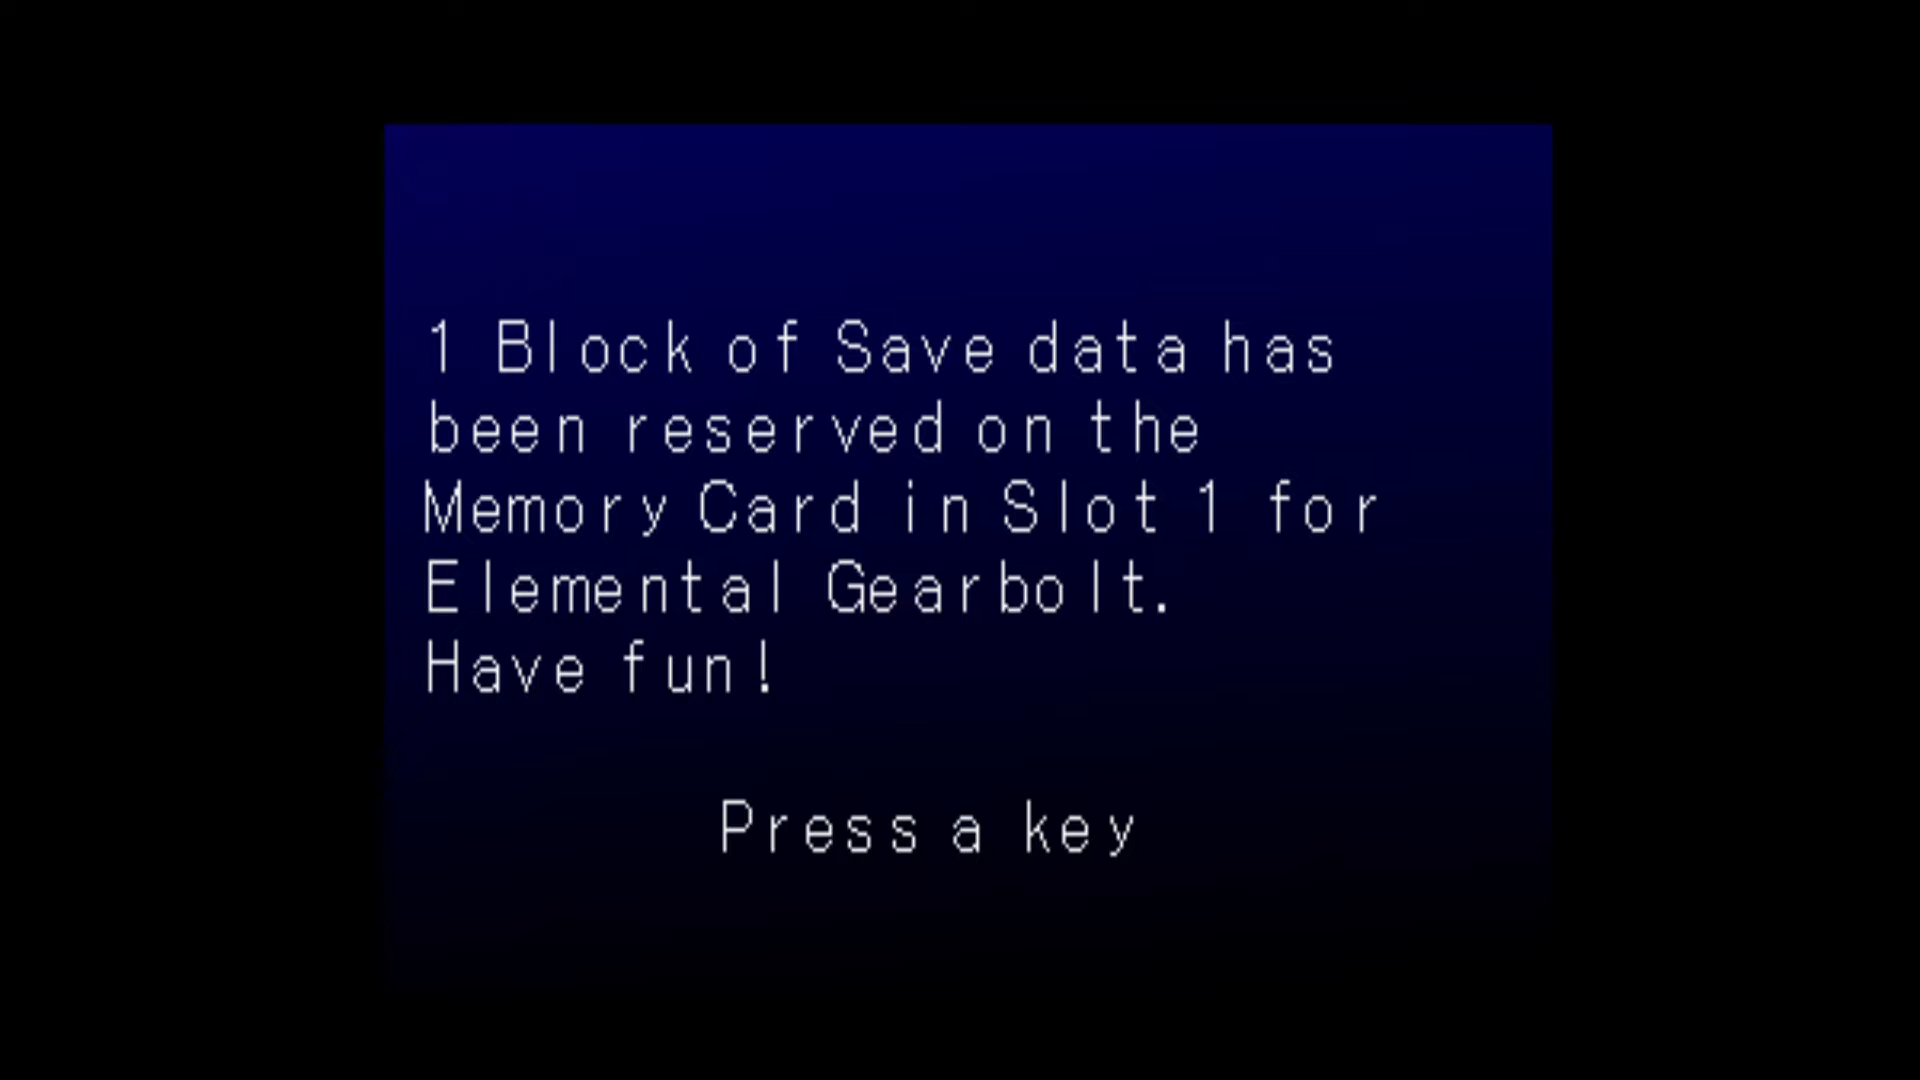 1 Block of Save data has
been reserved on the
Memory Card in Slot 1 for
Elemental Gearbolt.
Have fun!
Press a key